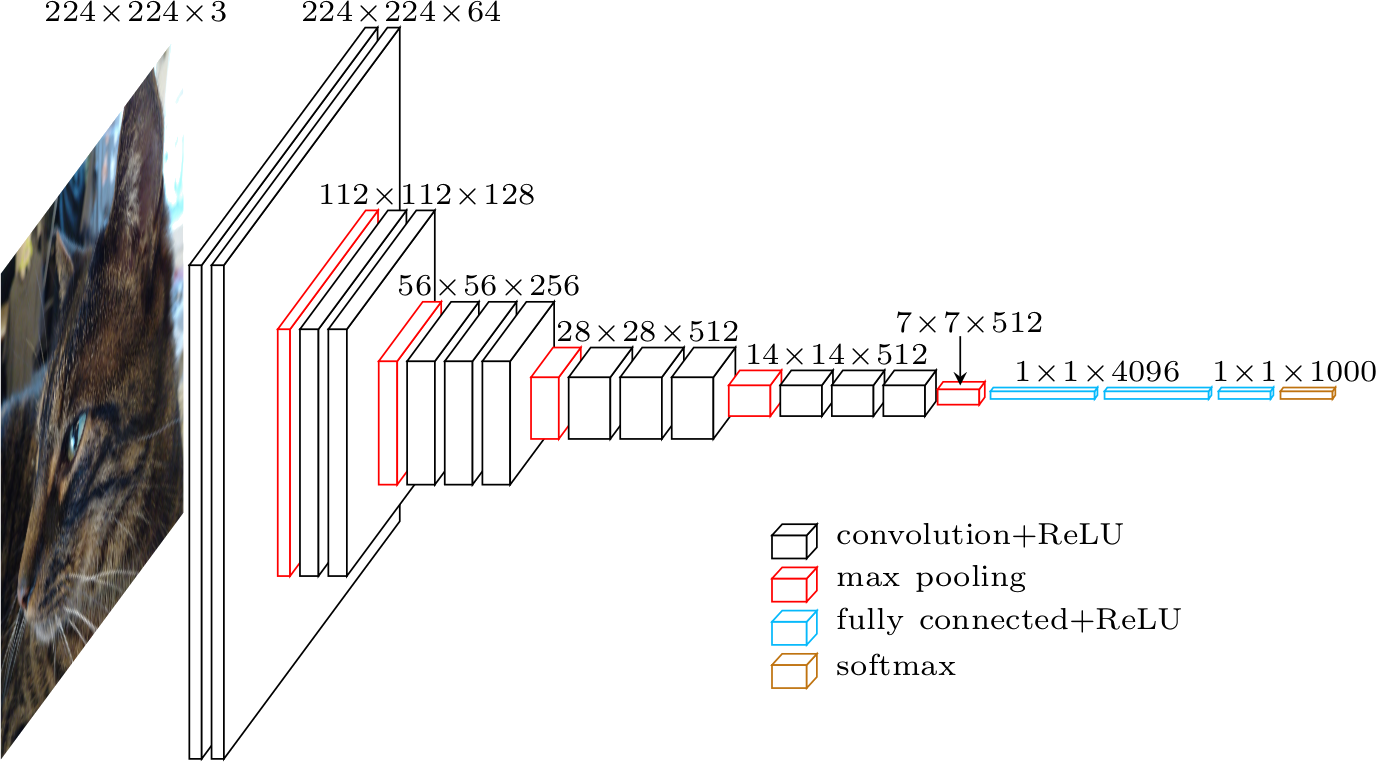 224×224×3
224×224×64
112×112×128
56×56×256
28×28×512
14×14×512
7×7×512
1×1×4096
1×1×1000
convolution+ReLU
max pooling
fully connected+ReLU
softmax